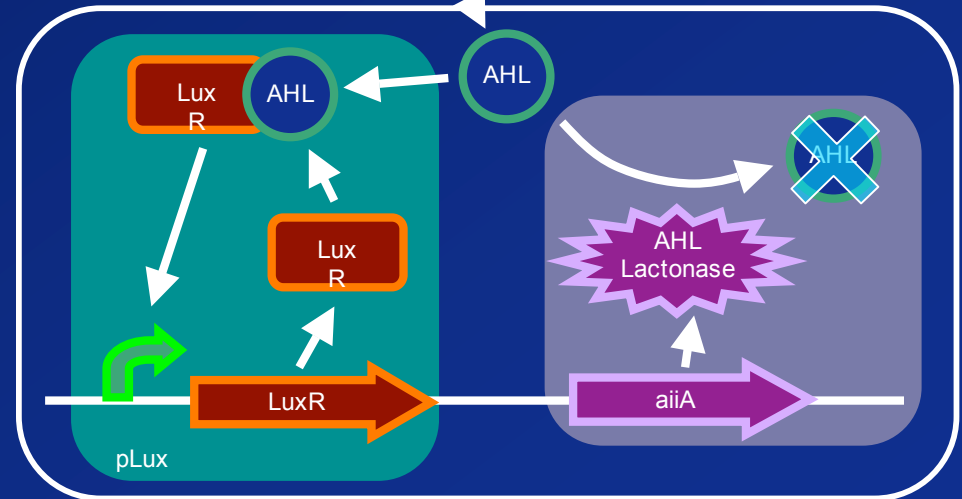 Lux
R
AHL
AHL
AHL
Lux
R
AHL
Lactonase
LuxR
aiiA
pLux